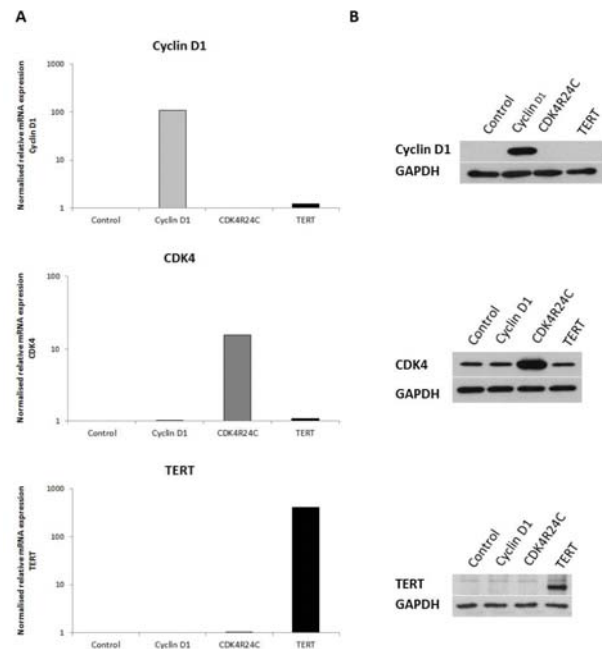 A
Cyclin D1
Normalised relative mRNA expression
Cyclin D1
1000
100
10
1
Control Cyclin D1 CDK4R24C TERT
CDK4
Normalised relative mRNA expression
CDK4
100
10
1
Control Cyclin D1 CDK4R24C TERT
TERT
Normalised relative mRNA expression
TERT
1000
100
10
1
Control Cyclin D1 CDK4R24C TERT
B
Control Cyclin D1 CDK4R24C TERT
Cyclin D1
GAPDH
Control Cyclin D1 CDK4R24C TERT
CDK4
GAPDH
Control Cyclin D1 CDK4R24C TERT
TERT
GAPDH